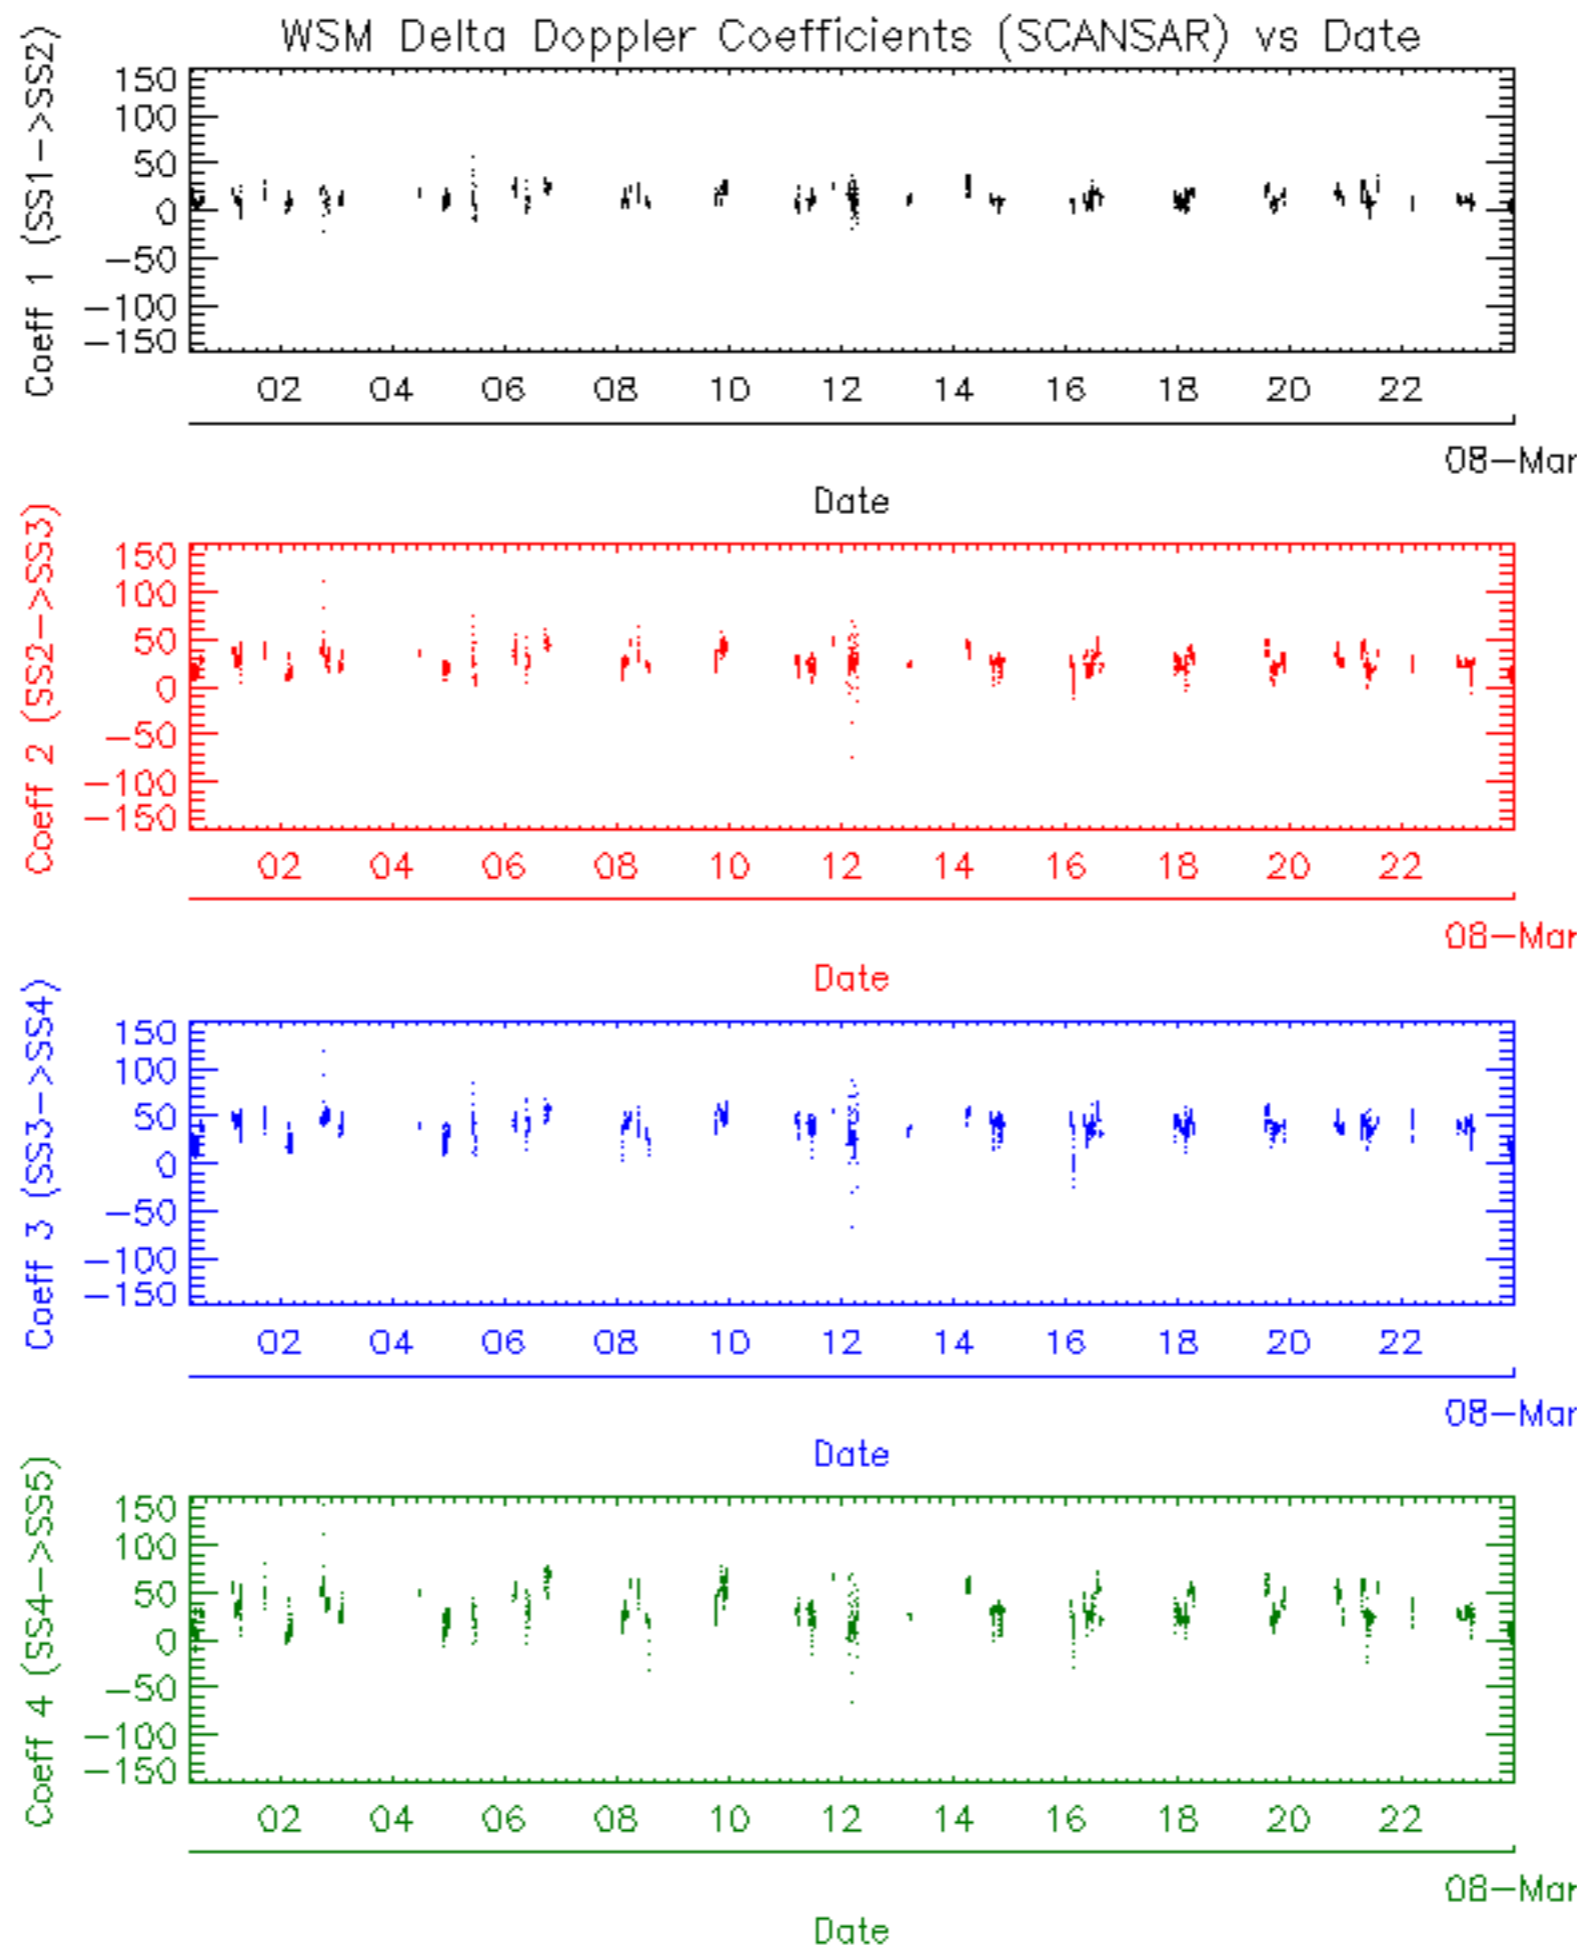 WSM Delta Doppler Coefficients (SCANSAR) vs Date
Coeff 1 (SS1->SS2)
150
100
50
0
-50
-100
-150
02 04 06 08 10 12 14 16 18 20 22
08-Mar
Date
Coeff 2 (SS2->SS3)
150
100
50
0
-50
-100
-150
02 04 06 08 10 12 14 16 18 20 22
08-Mar
Date
Coeff 3 (SS3->SS4)
150
100
50
0
-50
-100
-150
02 04 06 08 10 12 14 16 18 20 22
08-Mar
Date
Coeff 4 (SS4->SS5)
150
100
50
0
-50
-100
-150
02 04 06 08 10 12 14 16 18 20 22
08-Mar
Date